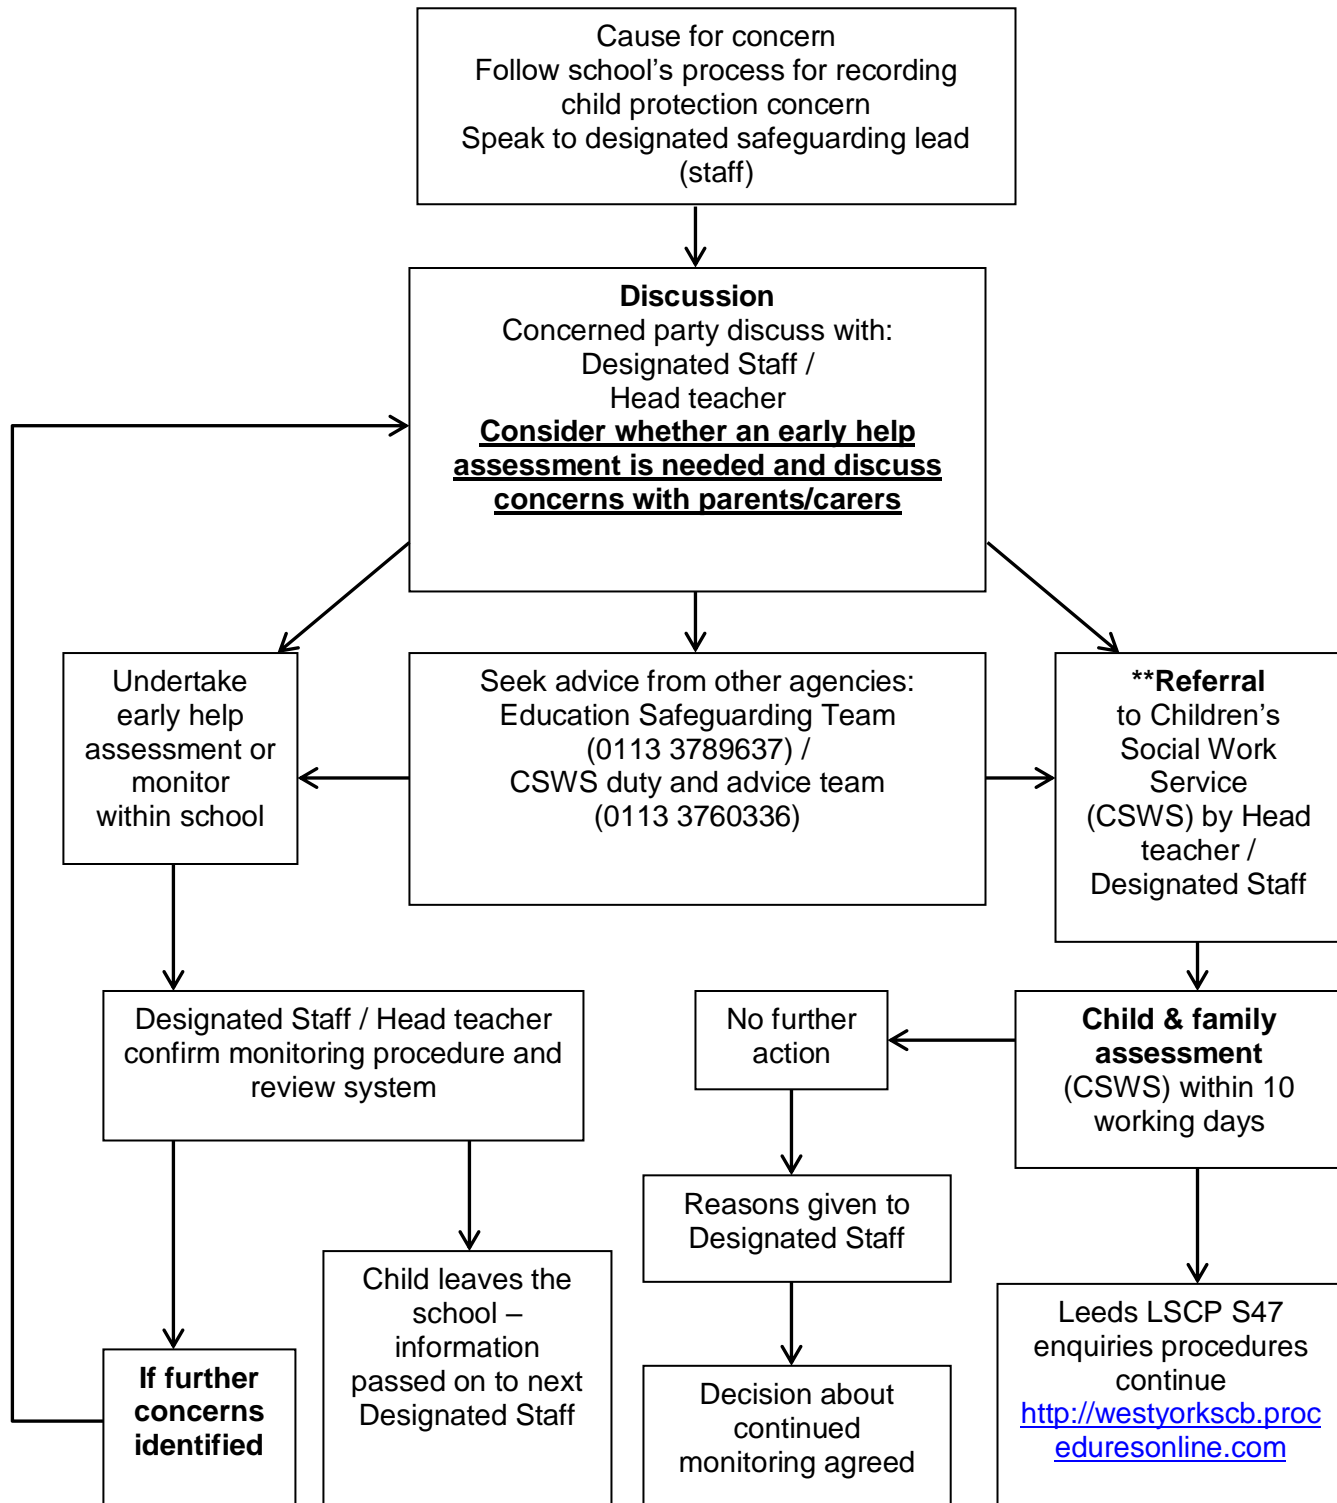 Cause for concern
Follow school's process for recording
child protection concern
Speak to designated safeguarding lead
(staff)
Discussion
Concerned party discuss with:
Designated Staff /
Head teacher
Consider whether an early help
assessment is needed and discuss
concerns with parents/carers
Undertake
early help
assessment or
monitor
within school
Seek advice from other agencies:
Education Safeguarding Team
(0113 3789637) /
CSWS duty and advice team
(0113 3760336)
**Referral
to Children's
Social Work
Service
(CSWS) by Head
teacher /
Designated Staff
Designated Staff / Head teacher
confirm monitoring procedure and
review system
No further
action
Child & family
assessment
(CSWS) within 10
working days
Reasons given to
Designated Staff
Child leaves the
school –
information
passed on to next
Designated Staff
If further
concerns
identified
Decision about
continued
monitoring agreed
Leeds LSCP S47
enquiries procedures
continue
http://westyorkscb.proc
eduresonline.com